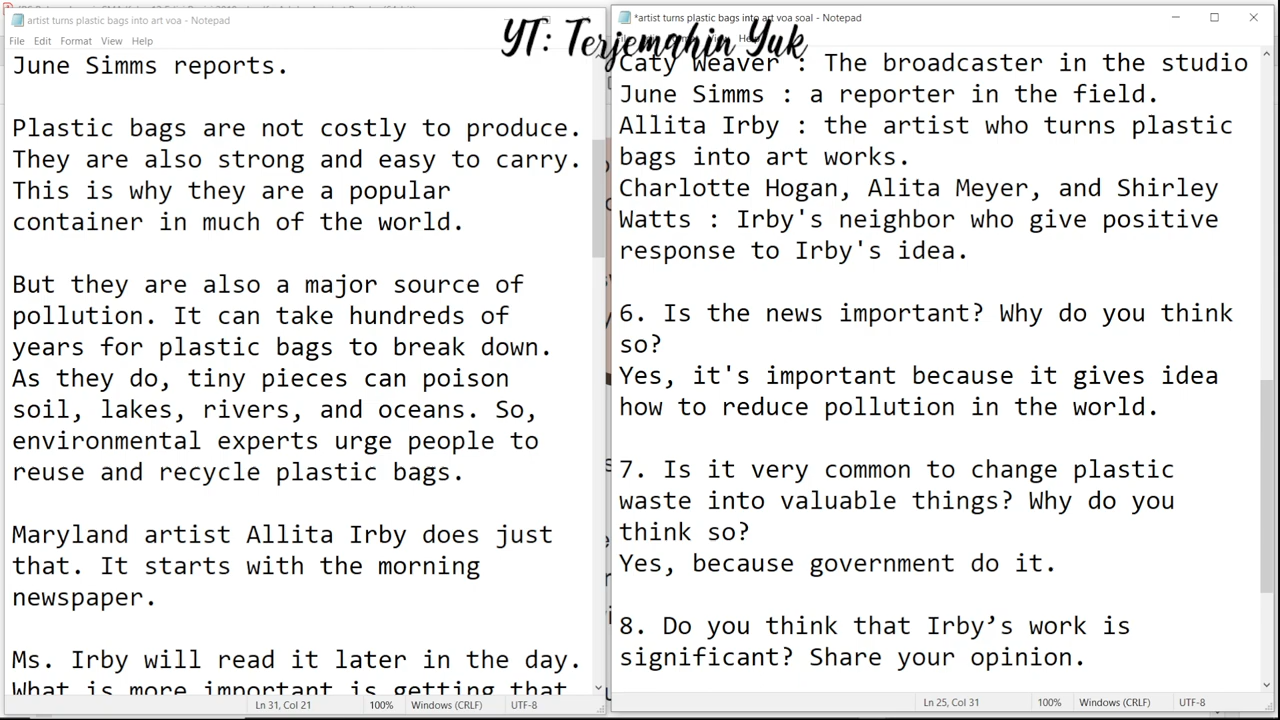 artist turns plastic bags into art voa - Notepad
File Edit Format View Help
June Simms reports.
Plastic bags are not costly to produce.
They are also strong and easy to carry.
This is why they are a popular
container in much of the world.
But they are also a major source of
pollution. It can take hundreds of
years for plastic bags to break down.
As they do, tiny pieces can poison
soil, lakes, rivers, and oceans. So,
environmental experts urge people to
reuse and recycle plastic bags.
Maryland artist Allita Irby does just
that. It starts with the morning
newspaper.
Ms. Irby will read it later in the day.
What is more important is getting that
Ln 31, Col 21 100% Windows (CRLF) UTF-8
YT: Terjemahin Yuk
*artist turns plastic bags into art voa soal - Notepad
Caty Weaver : The broadcaster in the studio
June Simms : a reporter in the field.
Allita Irby : the artist who turns plastic
bags into art works.
Charlotte Hogan, Alita Meyer, and Shirley
Watts : Irby's neighbor who give positive
response to Irby's idea.
6. Is the news important? Why do you think
so?
Yes, it's important because it gives idea
how to reduce pollution in the world.
7. Is it very common to change plastic
waste into valuable things? Why do you
think so?
Yes, because government do it.
8. Do you think that Irby’s work is
significant? Share your opinion.
Ln 25, Col 31 100% Windows (CRLF) UTF-8